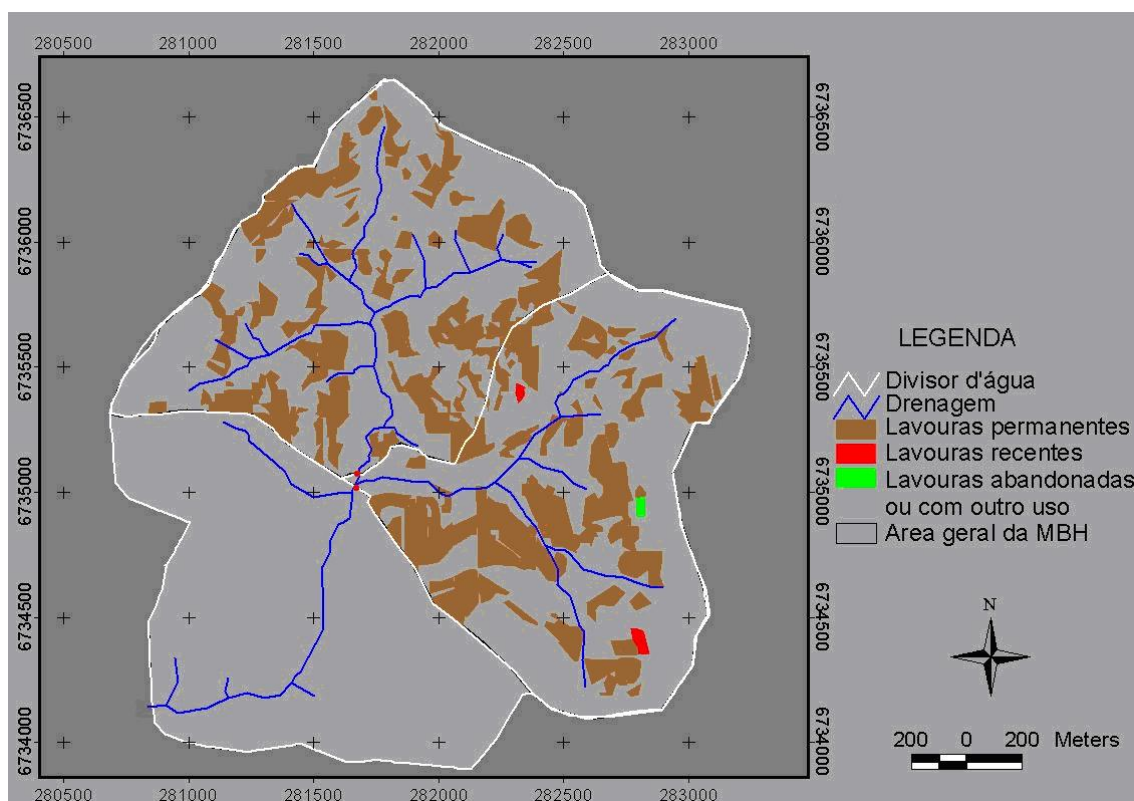 280500 281000 281500 282000 282500 283000
6736500 6736500
6736000 6736000
6735500 6735500
6735000 6735000
6734500 6734500
6734000 6734000
280500 281000 281500 282000 282500 283000
LEGENDA
Divisor d'água
Drenagem
Lavouras permanentes
Lavouras recentes
Lavouras abandonadas
ou com outro uso
Area geral da MBH
N
200 0 200 Meters